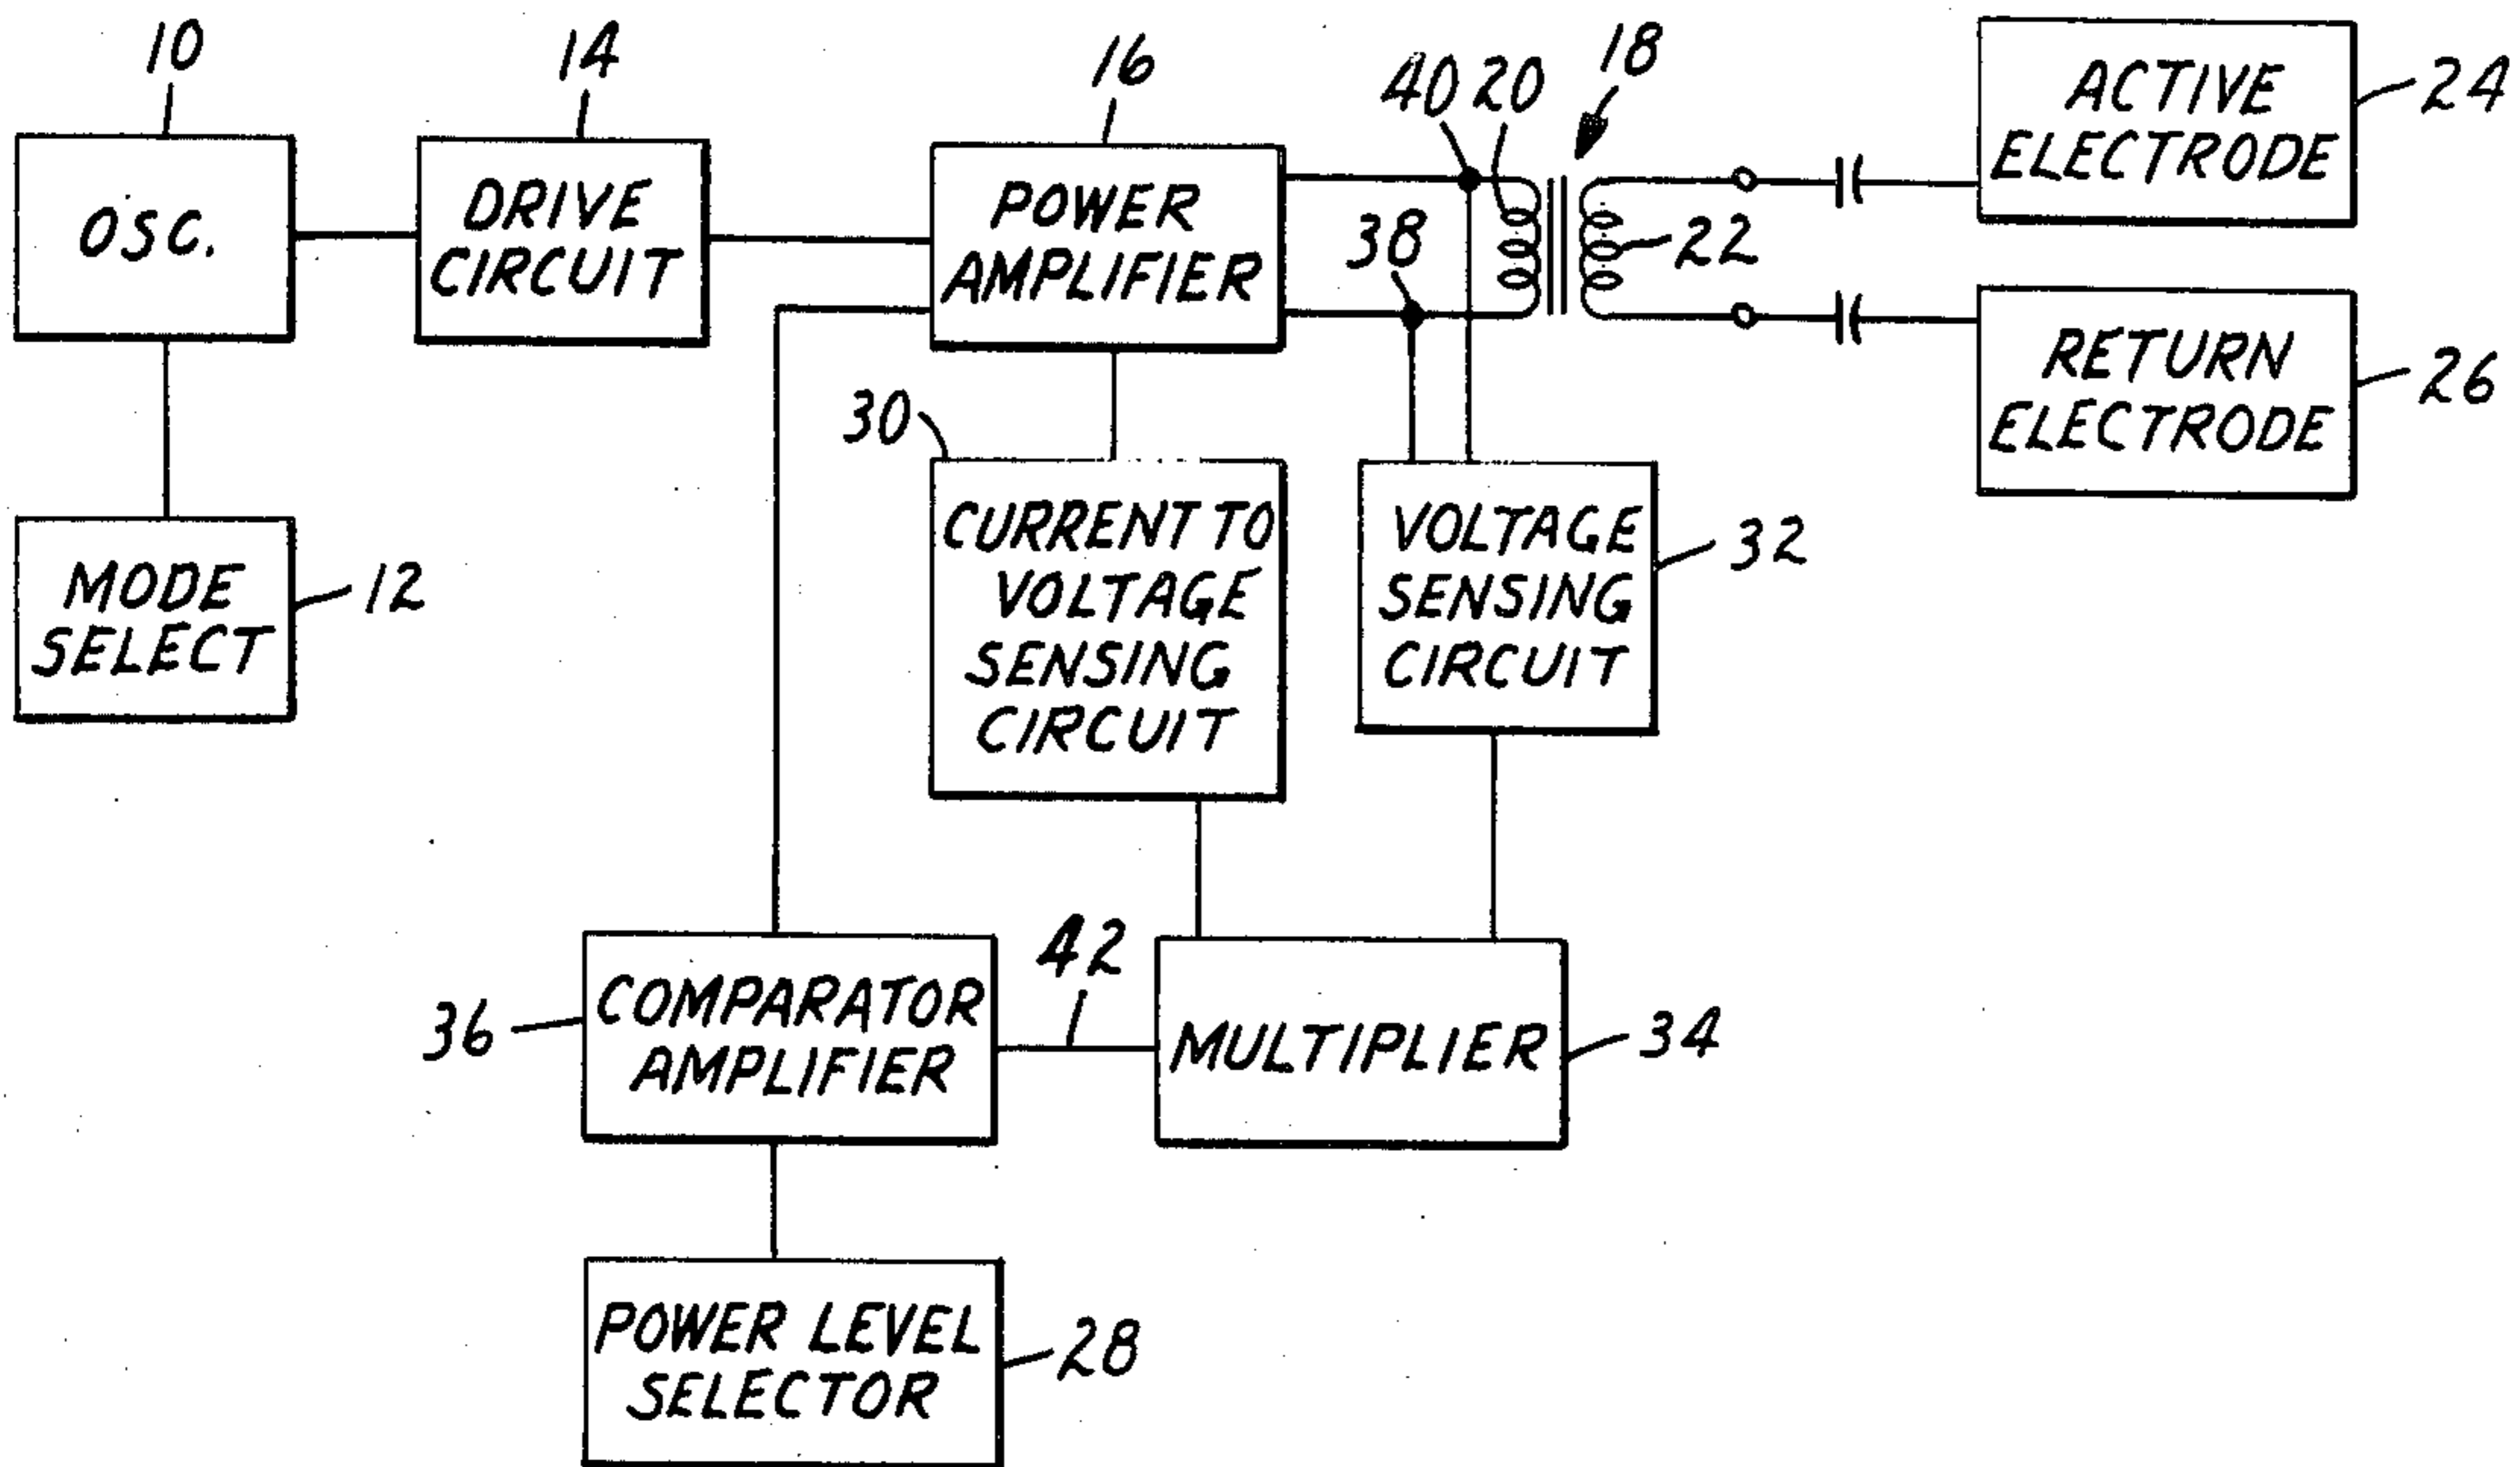 10
14
16
40 20
18
OSC.
DRIVE
CIRCUIT
POWER
AMPLIFIER
38
22
ACTIVE
ELECTRODE
24
RETURN
ELECTRODE
26
MODE
SELECT
12
30
CURRENT TO
VOLTAGE
SENSING
CIRCUIT
VOLTAGE
SENSING
CIRCUIT
32
36
COMPARATOR
AMPLIFIER
42
MULTIPLIER
34
POWER LEVEL
SELECTOR
28